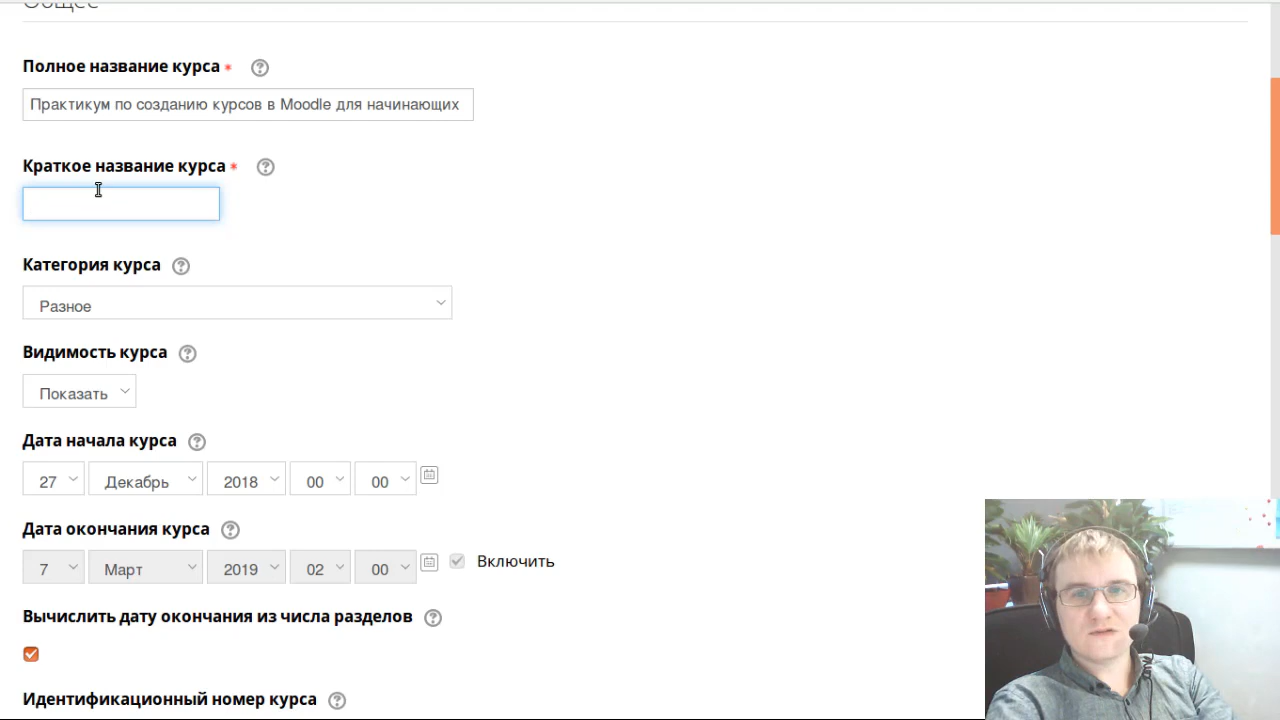 Общее
Полное название курса *
Практикум по созданию курсов в Moodle для начинающих
Краткое название курса *
Категория курса
Разное
Видимость курса
Показать
Дата начала курса
27 Декабрь 2018 00 00
Дата окончания курса
7 Март 2019 02 00 Включить
Вычислить дату окончания из числа разделов
Идентификационный номер курса